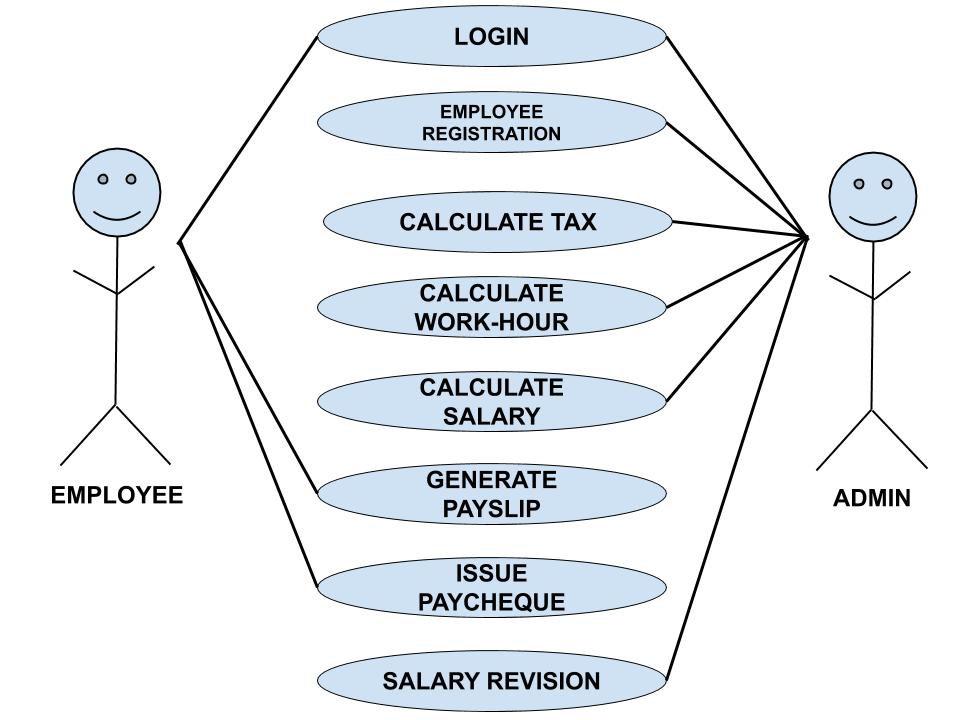 LOGIN
EMPLOYEE
REGISTRATION
CALCULATE TAX
CALCULATE
WORK-HOUR
CALCULATE
SALARY
GENERATE
PAYSLIP
EMPLOYEE
ADMIN
ISSUE
PAYCHEQUE
SALARY REVISION